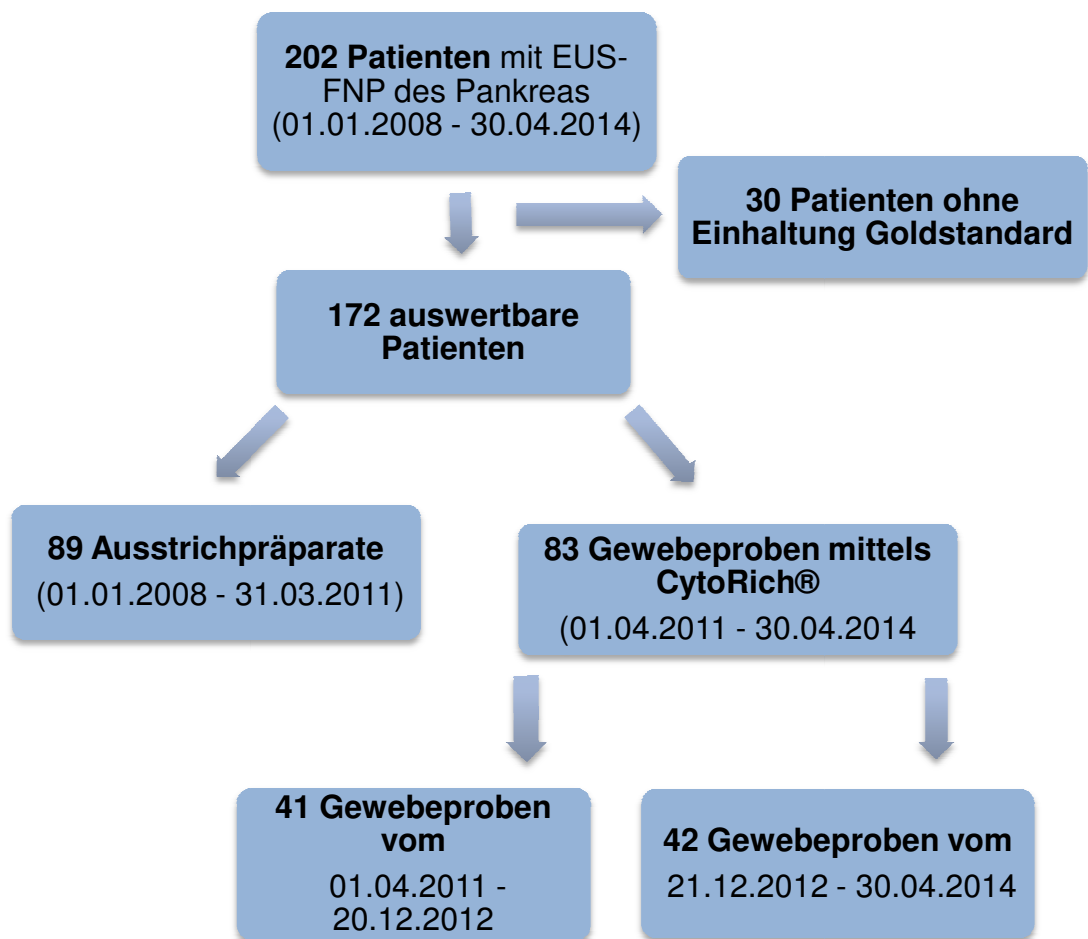 202 Patienten mit EUS-
FNP des Pankreas
(01.01.2008 - 30.04.2014)
30 Patienten ohne
Einhaltung Goldstandard
172 auswertbare
Patienten
89 Ausstrichpräparate
(01.01.2008 - 31.03.2011)
83 Gewebeproben mittels
CytoRich®
(01.04.2011 - 30.04.2014
41 Gewebeproben
vom
01.04.2011 -
20.12.2012
42 Gewebeproben vom
21.12.2012 - 30.04.2014